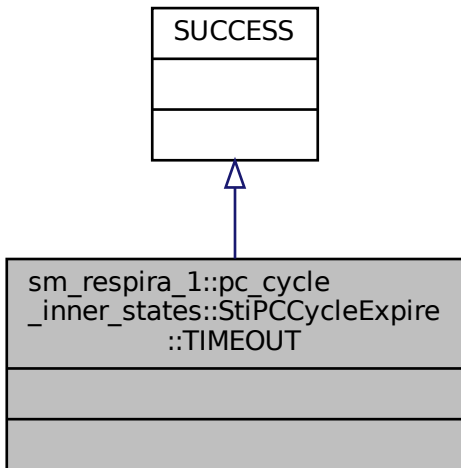 SUCCESS
sm_respira_1::pc_cycle
_inner_states::StiPCCycleExpire
::TIMEOUT